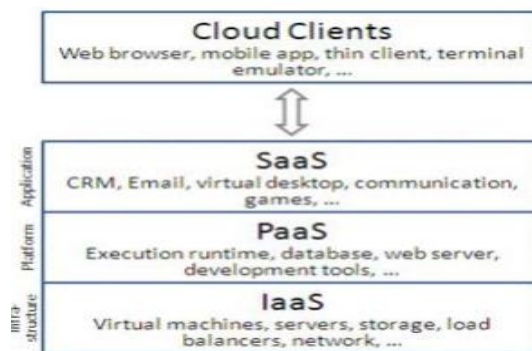 Cloud Clients
Web browser, mobile app, thin client, terminal
emulator, ...
Application
SaaS
CRM, Email, virtual desktop, communication,
games, ...
Platform
PaaS
Execution runtime, database, web server,
development tools, ...
Infra-
structure
IaaS
Virtual machines, servers, storage, load
balancers, network, ...